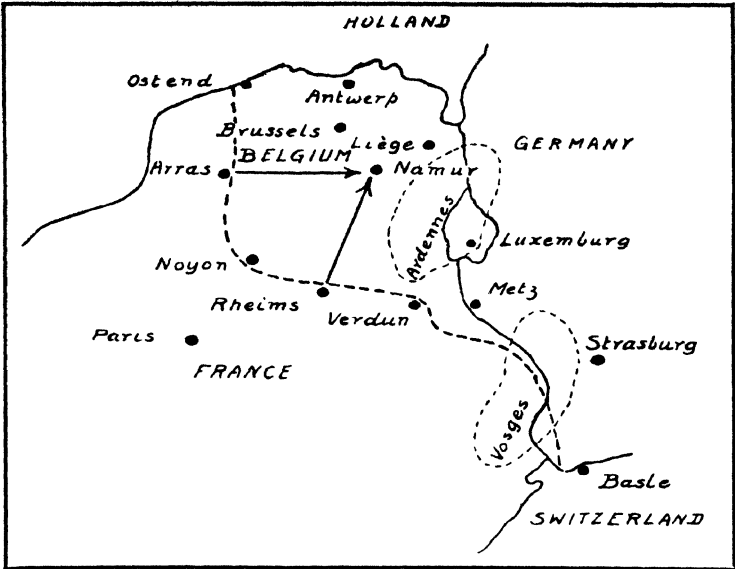 HOLLAND
Ostend
Antwerp
Brussels
Liège
GERMANY
BELGIUM
Arras
Namur
Ardennes
Luxemburg
Noyon
Rheims
Metz
Verdun
Paris
Strasburg
FRANCE
Vosges
Basle
SWITZERLAND